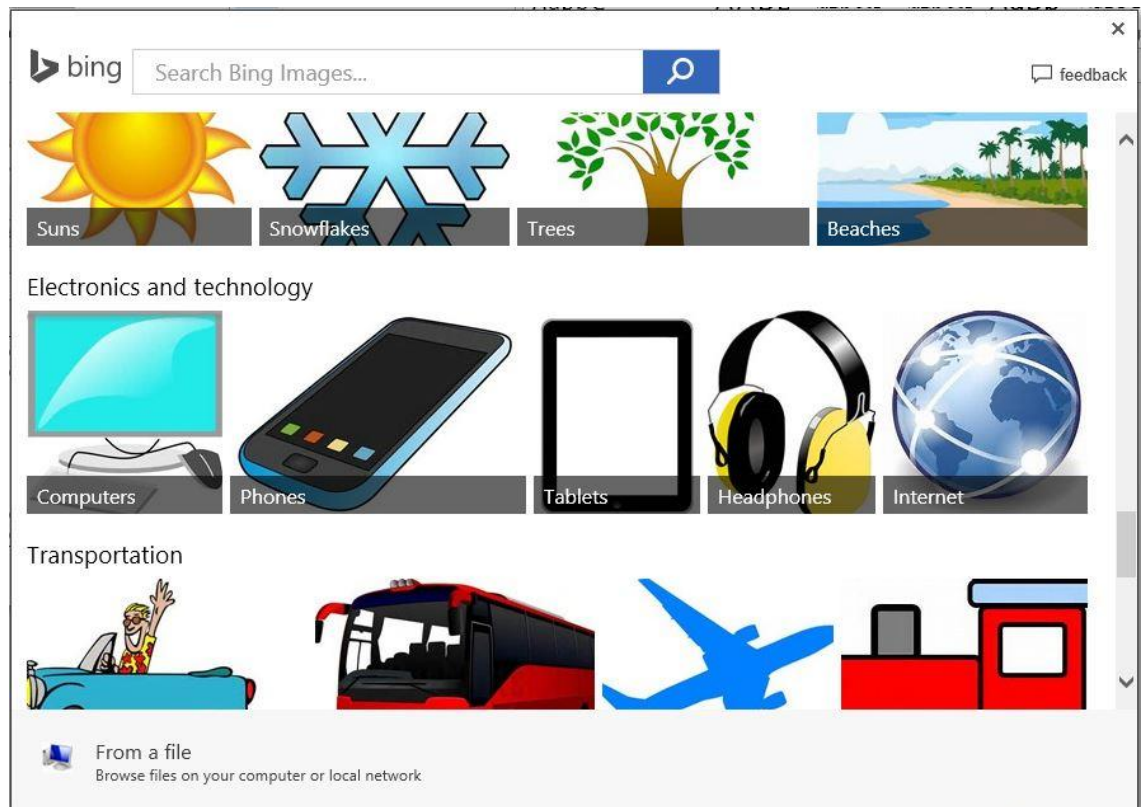 ×
bing
Search Bing Images...
feedback
Suns
Snowflakes
Trees
Beaches
Electronics and technology
Computers
Phones
Tablets
Headphones
Internet
Transportation
From a file
Browse files on your computer or local network